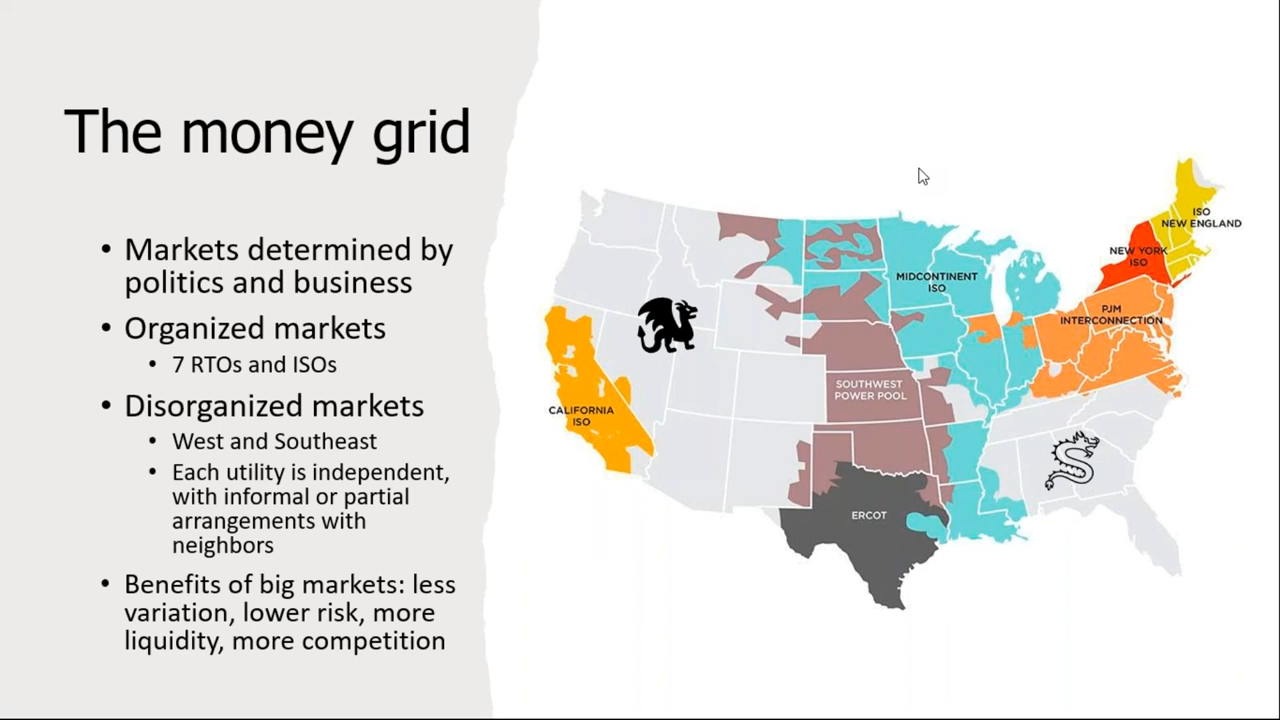 The money grid
• Markets determined by
politics and business
• Organized markets
• 7 RTOs and ISOs
• Disorganized markets
• West and Southeast
• Each utility is independent,
with informal or partial
arrangements with
neighbors
• Benefits of big markets: less
variation, lower risk, more
liquidity, more competition
ISO
NEW ENGLAND
NEW YORK
ISO
MIDCONTINENT
ISO
PJM
INTERCONNECTION
SOUTHWEST
POWER POOL
CALIFORNIA
ISO
ERCOT